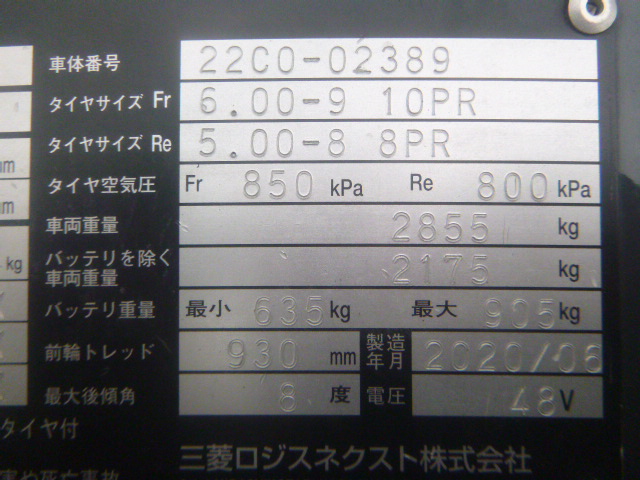 車体番号 22C0-02389
タイヤサイズ Fr 6.00-9 10PR
タイヤサイズ Re 5.00-8 8PR
mm
タイヤ空気圧 Fr 850 kPa Re 800 kPa
mm
車両重量 2855 kg
kg バッテリを除く
車両重量 2175 kg
バッテリ重量 最小 635 kg 最大 905 kg
前輪トレッド 930 mm 製造
年月 2020/06
最大後傾角 8 度 電圧 48 V
タイヤ付
三菱ロジスネクスト株式会社